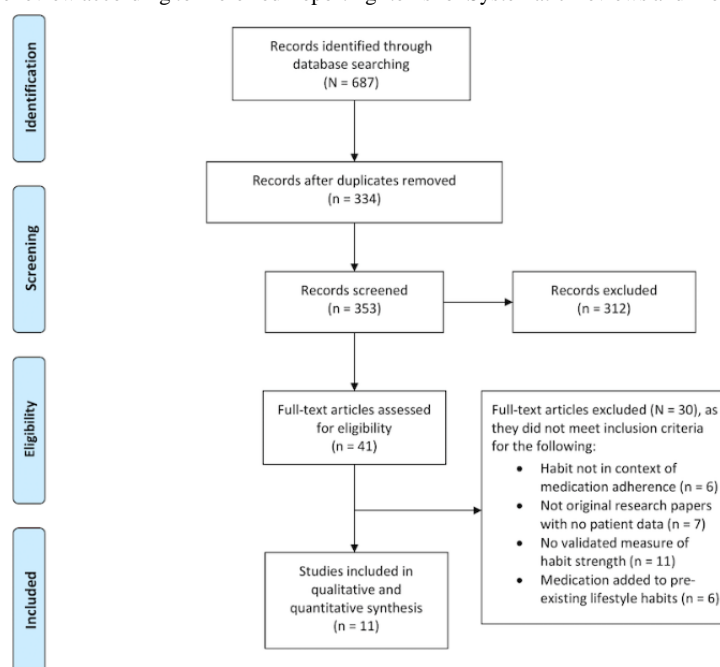 Identification
Records identified through
database searching
(N = 687)
Records after duplicates removed
(n = 334)
Screening
Records screened
(n = 353)
Records excluded
(n = 312)
Eligibility
Full-text articles assessed
for eligibility
(n = 41)
Full-text articles excluded (N = 30), as
they did not meet inclusion criteria
for the following:
• Habit not in context of
medication adherence (n = 6)
• Not original research papers
with no patient data (n = 7)
• No validated measure of
habit strength (n = 11)
• Medication added to pre-
existing lifestyle habits (n = 6)
Included
Studies included in
qualitative and
quantitative synthesis
(n = 11)